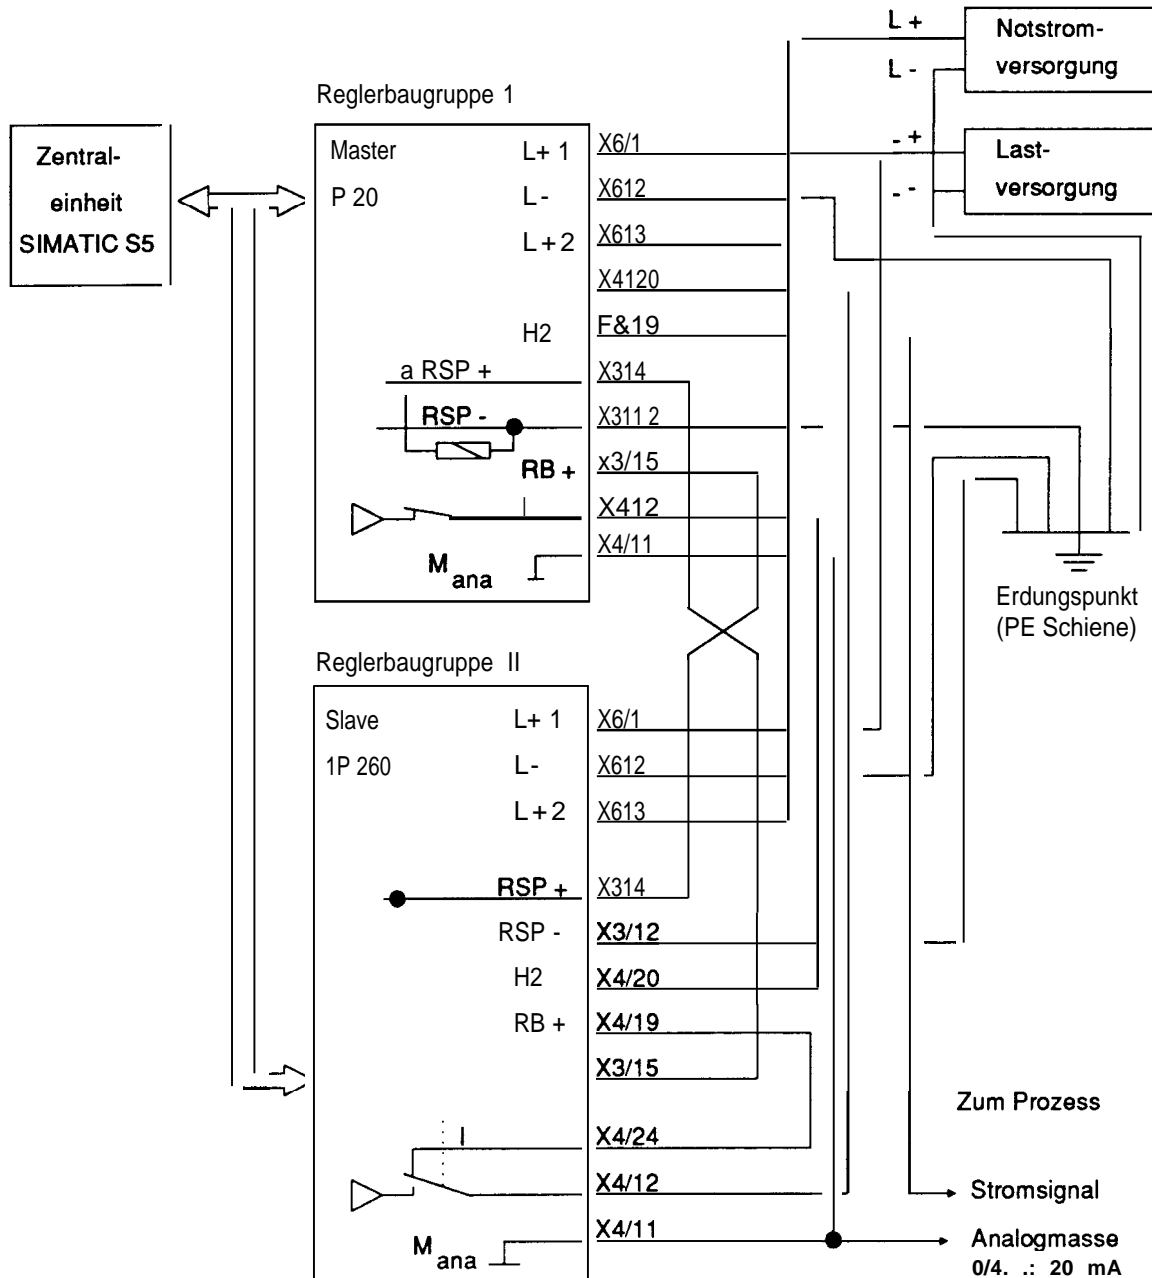 L +
Notstrom-
L -
versorgung
Reglerbaugruppe 1
Zentral-
einheit
SIMATIC S5
Master
P 20
L+ 1
X6/1
- +
Last-
L -
X612
- -
versorgung
L +2
X613
X4120
H2
F&19
a RSP +
X314
RSP -
X311 2
RB +
x3/15
X412
X4/11
M ana
Erdungspunkt
(PE Schiene)
Reglerbaugruppe II
Slave
1P 260
L+ 1
X6/1
L-
X612
L +2
X613
RSP +
X314
RSP -
X3/12
H2
X4/20
RB +
X4/19
X3/15
Zum Prozess
I
X4/24
X4/12
Stromsignal
X4/11
M ana
Analogmasse
0/4. .: 20 mA